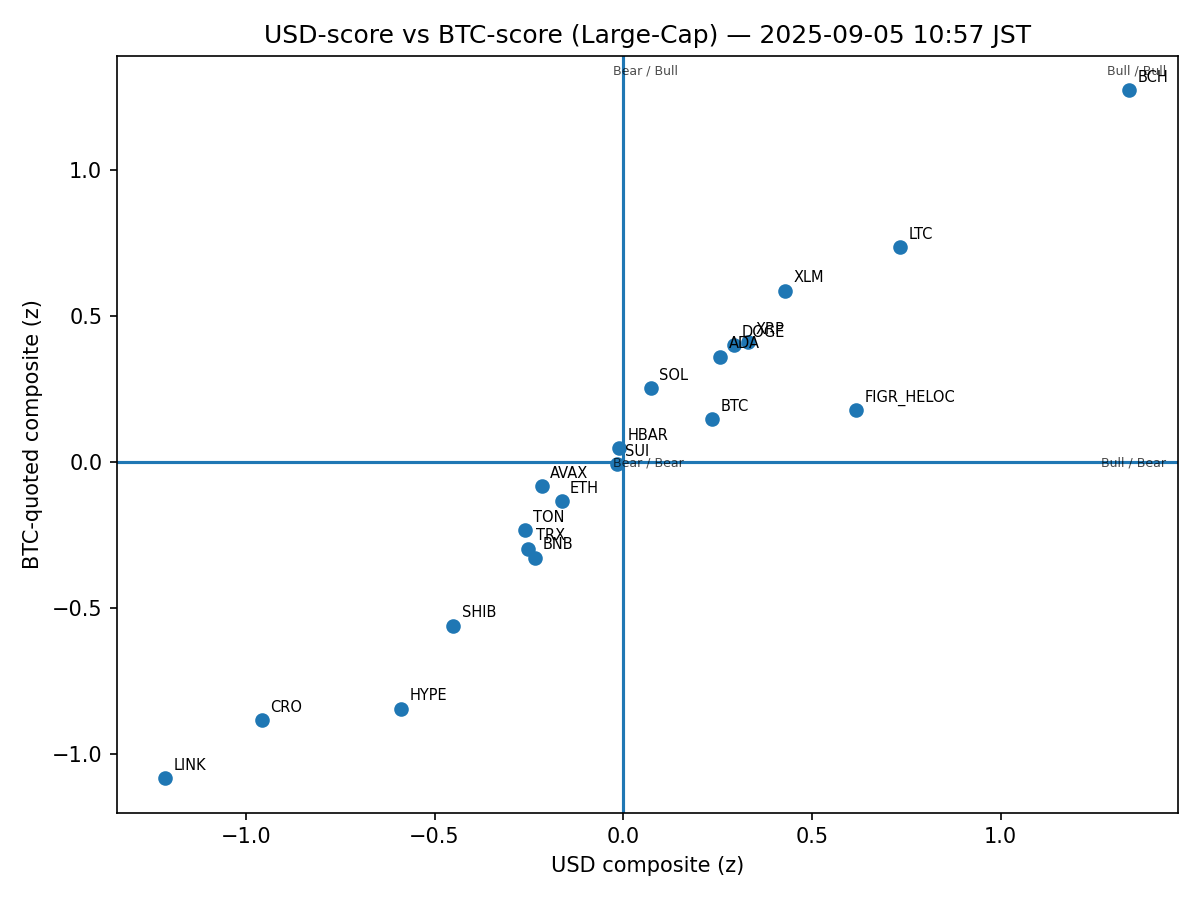 USD-score vs BTC-score (Large-Cap) — 2025-09-05 10:57 JST
Bear / Bull
Bull / Bull
BCH
1.0
LTC
XLM
0.5
XRP
DOGE
ADA
SOL
FIGR_HELOC
BTC
HBAR
SUI
0.0
Bear / Bear
Bull / Bear
AVAX
ETH
TON
TRX
BNB
−0.5
SHIB
HYPE
CRO
−1.0
LINK
BTC-quoted composite (z)
−1.0
−0.5
0.0
0.5
1.0
USD composite (z)